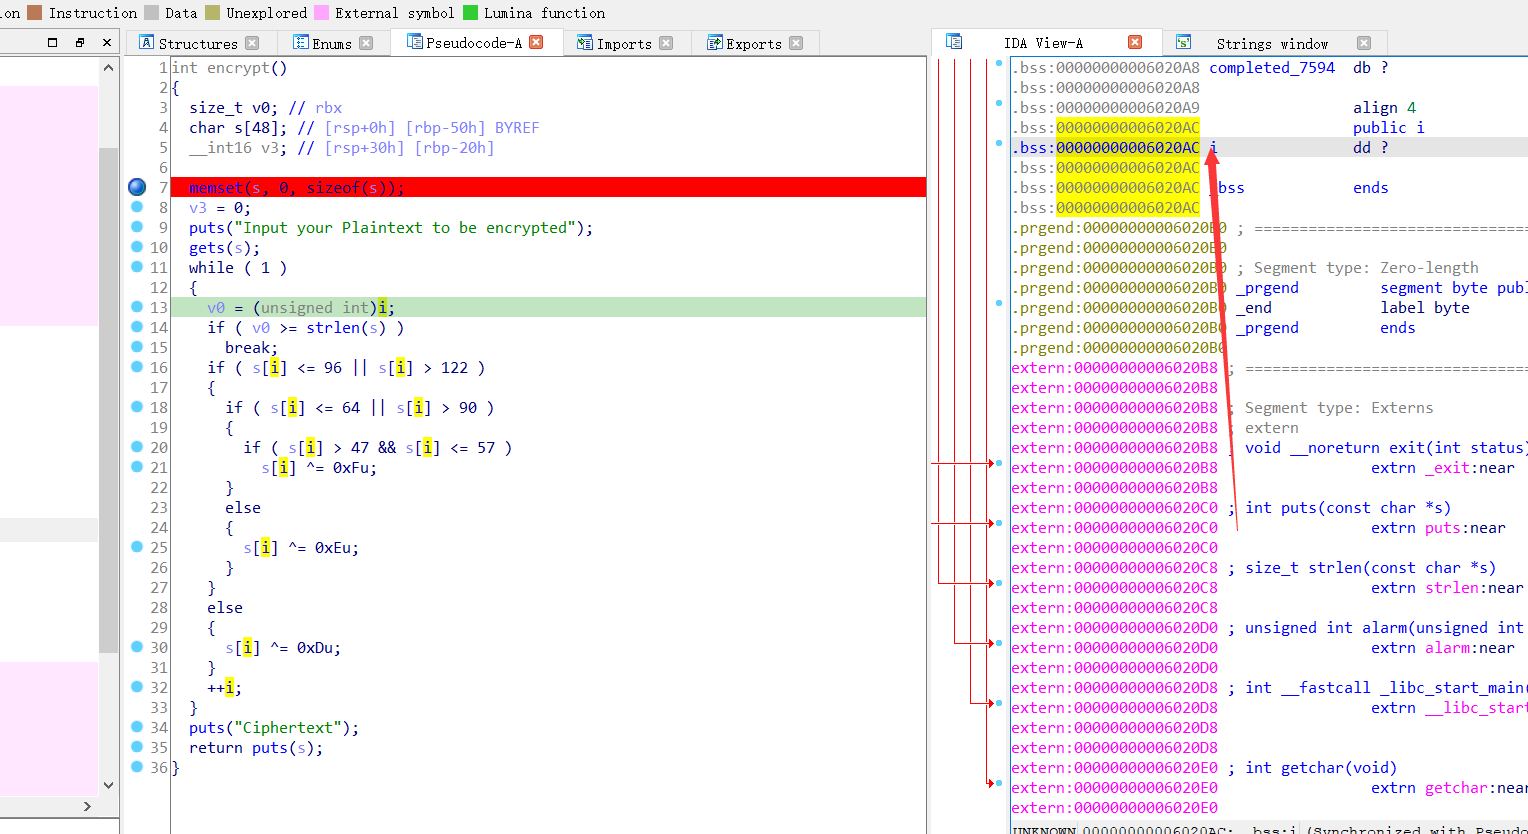 on Instruction Data Unexplored External symbol Lumina function
Structures Enums Pseudocode-A Imports Exports
1 int encrypt()
2 {
3 size_t v0; // rbx
4 char s[48]; // [rsp+0h] [rbp-50h] BYREF
5 __int16 v3; // [rsp+30h] [rbp-20h]
6
7 memset(s, 0, sizeof(s));
8 v3 = 0;
9 puts("Input your Plaintext to be encrypted");
10 gets(s);
11 while ( 1 )
12 {
13 v0 = (unsigned int)i;
14 if ( v0 >= strlen(s) )
15 break;
16 if ( s[i] <= 96 || s[i] > 122 )
17 {
18 if ( s[i] <= 64 || s[i] > 90 )
19 {
20 if ( s[i] > 47 && s[i] <= 57 )
21 s[i] ^= 0xFu;
22 }
23 else
24 {
25 s[i] ^= 0xEu;
26 }
27 }
28 else
29 {
30 s[i] ^= 0xDu;
31 }
32 ++i;
33 }
34 puts("Ciphertext");
35 return puts(s);
36 }
IDA View-A Strings window
.bss:00000000006020A8 completed_7594 db ?
.bss:00000000006020A8
.bss:00000000006020A9 align 4
.bss:00000000006020AC public i
.bss:00000000006020AC i dd ?
.bss:00000000006020AC
.bss:00000000006020AC _bss ends
.bss:00000000006020AC
.prgend:00000000006020B0 ; ==============================
.prgend:00000000006020B0
.prgend:00000000006020B0 ; Segment type: Zero-length
.prgend:00000000006020B0 _prgend segment byte publ
.prgend:00000000006020B0 _end label byte
.prgend:00000000006020B0 _prgend ends
.prgend:00000000006020B0
extern:00000000006020B8 ; ==============================
extern:00000000006020B8
extern:00000000006020B8 ; Segment type: Externs
extern:00000000006020B8 ; extern
extern:00000000006020B8 ; void __noreturn exit(int status)
extern:00000000006020B8 extrn _exit:near
extern:00000000006020B8
extern:00000000006020C0 ; int puts(const char *s)
extern:00000000006020C0 extrn puts:near
extern:00000000006020C0
extern:00000000006020C8 ; size_t strlen(const char *s)
extern:00000000006020C8 extrn strlen:near
extern:00000000006020C8
extern:00000000006020D0 ; unsigned int alarm(unsigned int
extern:00000000006020D0 extrn alarm:near
extern:00000000006020D0
extern:00000000006020D8 ; int __fastcall _libc_start_main(
extern:00000000006020D8 extrn __libc_start
extern:00000000006020D8
extern:00000000006020D8
extern:00000000006020E0 ; int getchar(void)
extern:00000000006020E0 extrn getchar:near
extern:00000000006020E0
UNKNOWN 00000000006020AC: .bss:i (Synchronized with Pseudo